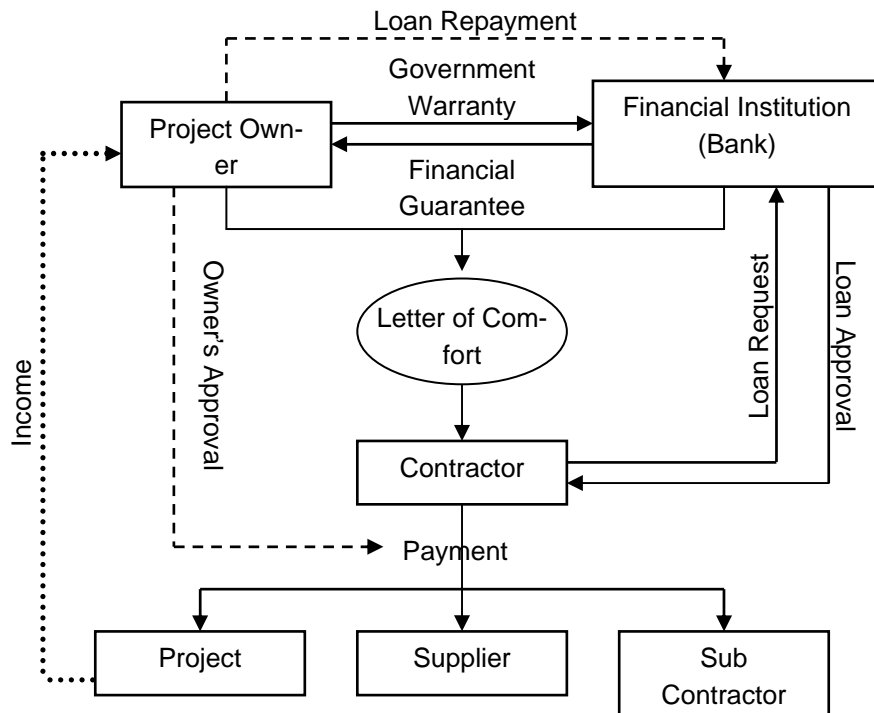 Loan Repayment
Government
Warranty
Financial Institution
(Bank)
Project Own-
er
Financial
Guarantee
Owner's Approval
Letter of Com-
fort
Loan Request
Loan Approval
Income
Contractor
Payment
Project
Supplier
Sub
Contractor